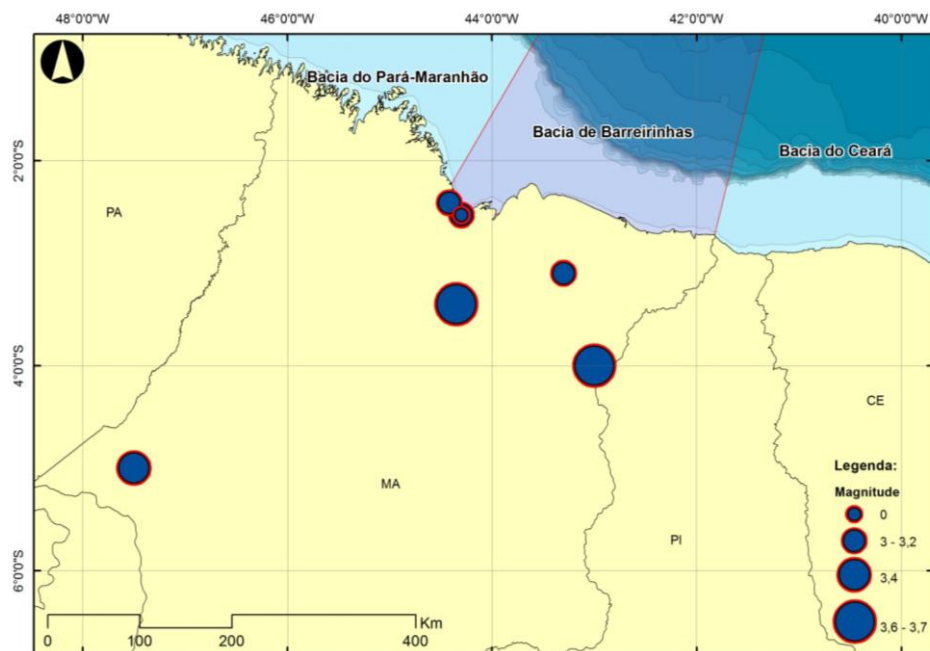 48°0'0"W 46°0'0"W 44°0'0"W 42°0'0"W 40°0'0"W
Bacia do Pará-Maranhão
Bacia de Barreirinhas
Bacia do Ceará
2°0'0"S
PA
4°0'0"S
CE
MA
Legenda:
Magnitude
0
3 - 3,2
3,4
3,6 - 3,7
PI
6°0'0"S
Km
0 100 200 400